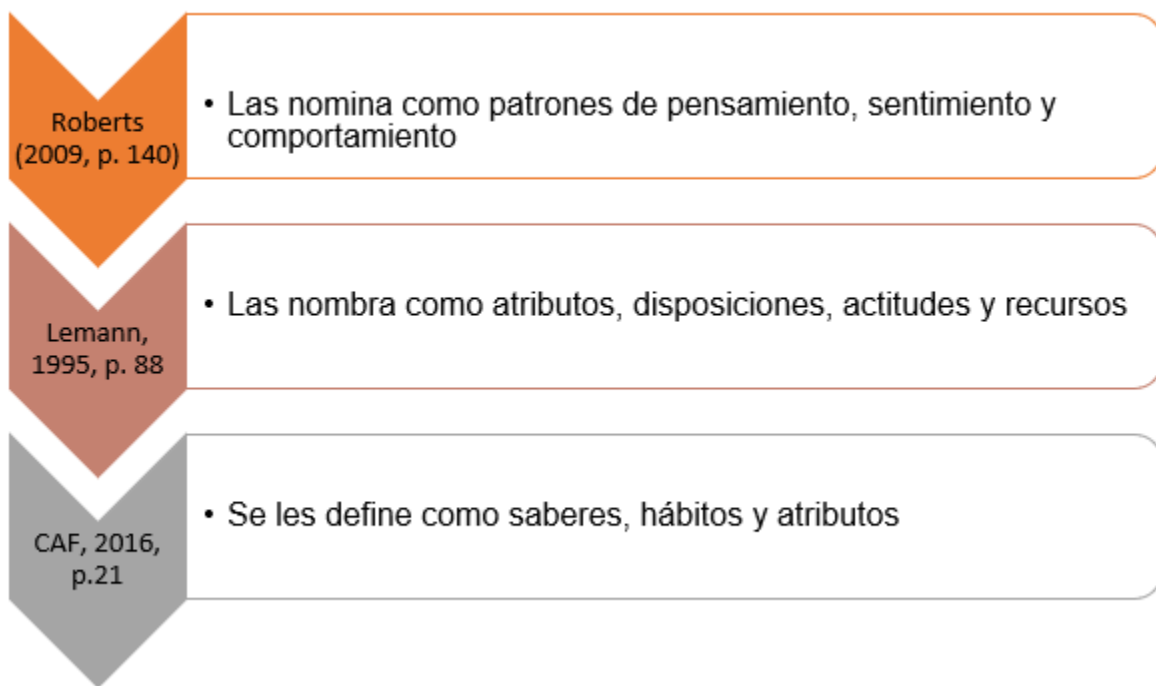 Roberts
(2009, p. 140)
• Las nomina como patrones de pensamiento, sentimiento y
comportamiento
Lemann,
1995, p. 88
• Las nombra como atributos, disposiciones, actitudes y recursos
CAF, 2016,
p.21
• Se les define como saberes, hábitos y atributos